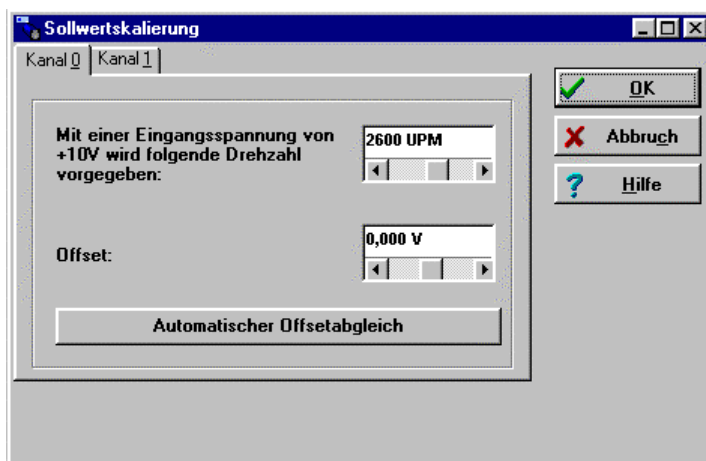 Sollwertskalierung
Kanal 0
Kanal 1
Mit einer Eingangsspannung von
+10V wird folgende Drehzahl
vorgegeben:
2600 UPM
Offset:
0,000 V
Automatischer Offsetabgleich
OK
Abbruch
Hilfe